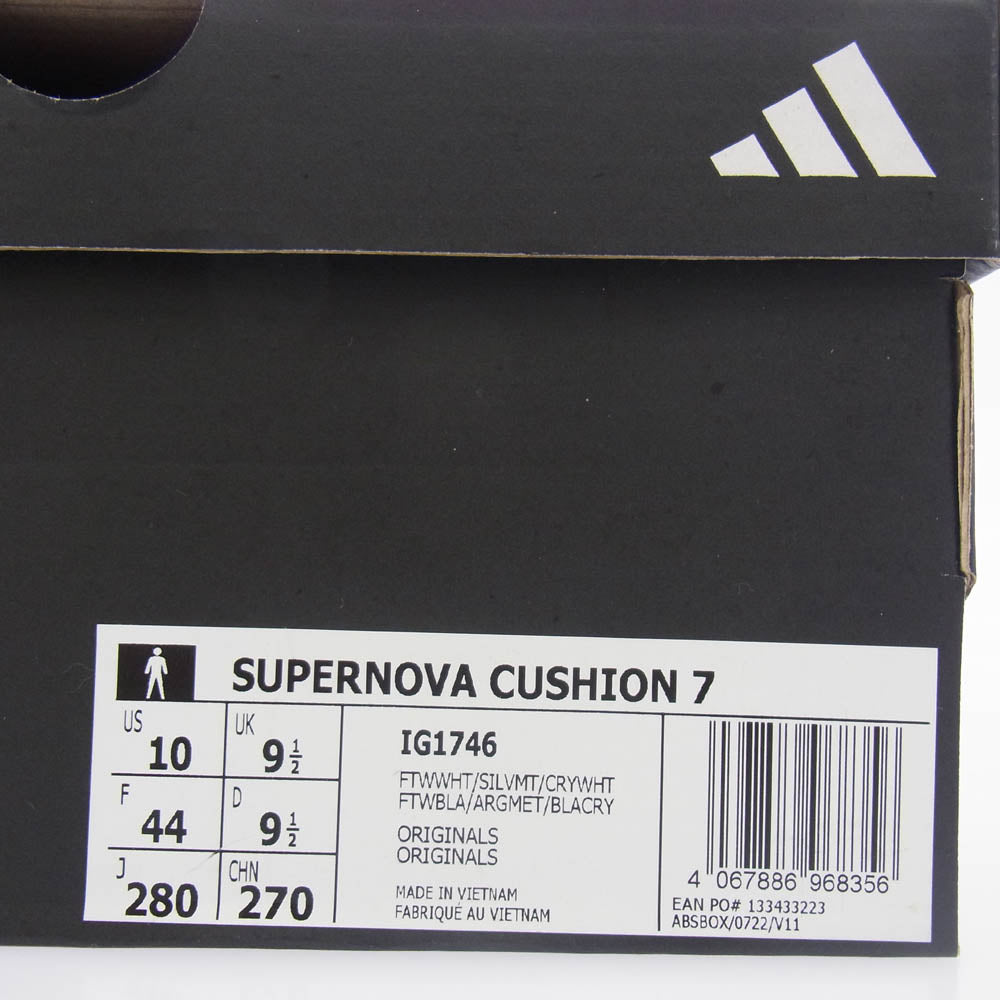 SUPERNOVA CUSHION 7
US 10
UK 9 1/2
F 44
D 9 1/2
J 280
CHN 270
IG1746
FTWWHT/SILVMT/CRYWHT
FTWBLA/ARGMET/BLACRY
ORIGINALS
ORIGINALS
MADE IN VIETNAM
FABRIQUÉ AU VIETNAM
4 067886 968356
EAN PO# 133433223
ABSBOX/0722/V11